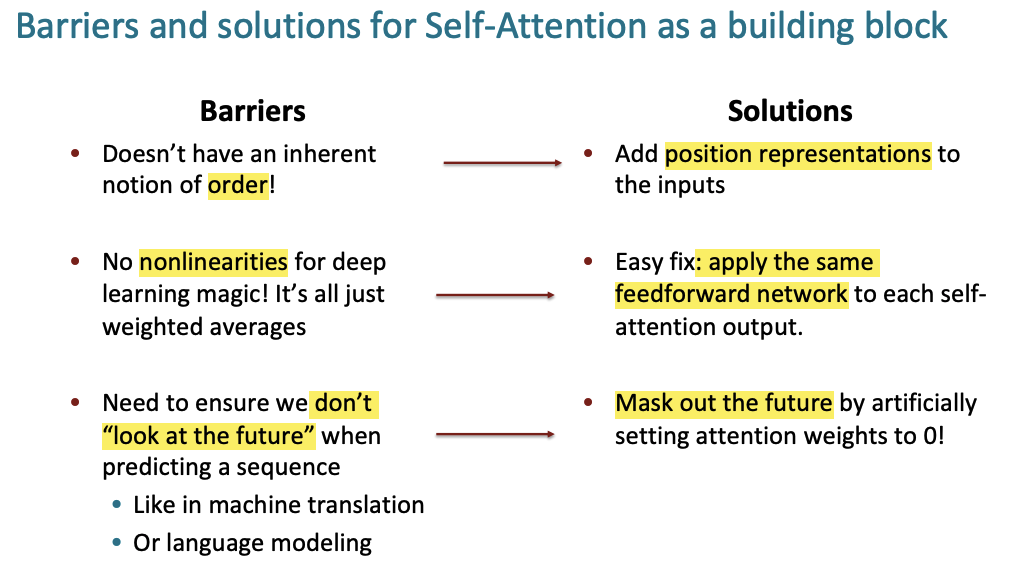 Barriers and solutions for Self-Attention as a building block
Barriers
• Doesn’t have an inherent
notion of order!
• No nonlinearities for deep
learning magic! It’s all just
weighted averages
• Need to ensure we don’t
“look at the future” when
predicting a sequence
• Like in machine translation
• Or language modeling
Solutions
• Add position representations to
the inputs
• Easy fix: apply the same
feedforward network to each self-
attention output.
• Mask out the future by artificially
setting attention weights to 0!